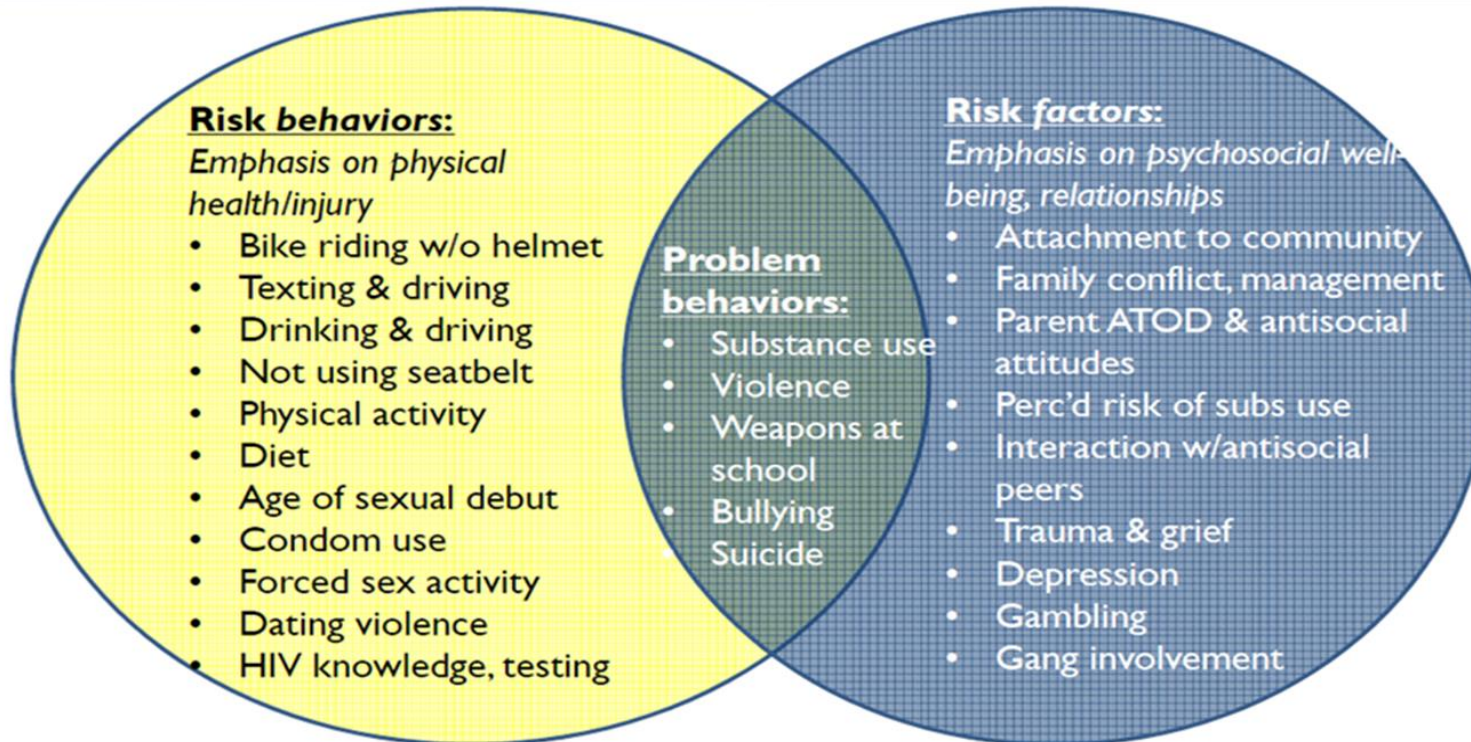 Risk behaviors:
Emphasis on physical
health/injury
• Bike riding w/o helmet
• Texting & driving
• Drinking & driving
• Not using seatbelt
• Physical activity
• Diet
• Age of sexual debut
• Condom use
• Forced sex activity
• Dating violence
• HIV knowledge, testing
Problem
behaviors:
• Substance use
• Violence
• Weapons at
school
• Bullying
• Suicide
Risk factors:
Emphasis on psychosocial well-
being, relationships
• Attachment to community
• Family conflict, management
• Parent ATOD & antisocial
attitudes
• Perc'd risk of subs use
• Interaction w/antisocial
peers
• Trauma & grief
• Depression
• Gambling
• Gang involvement